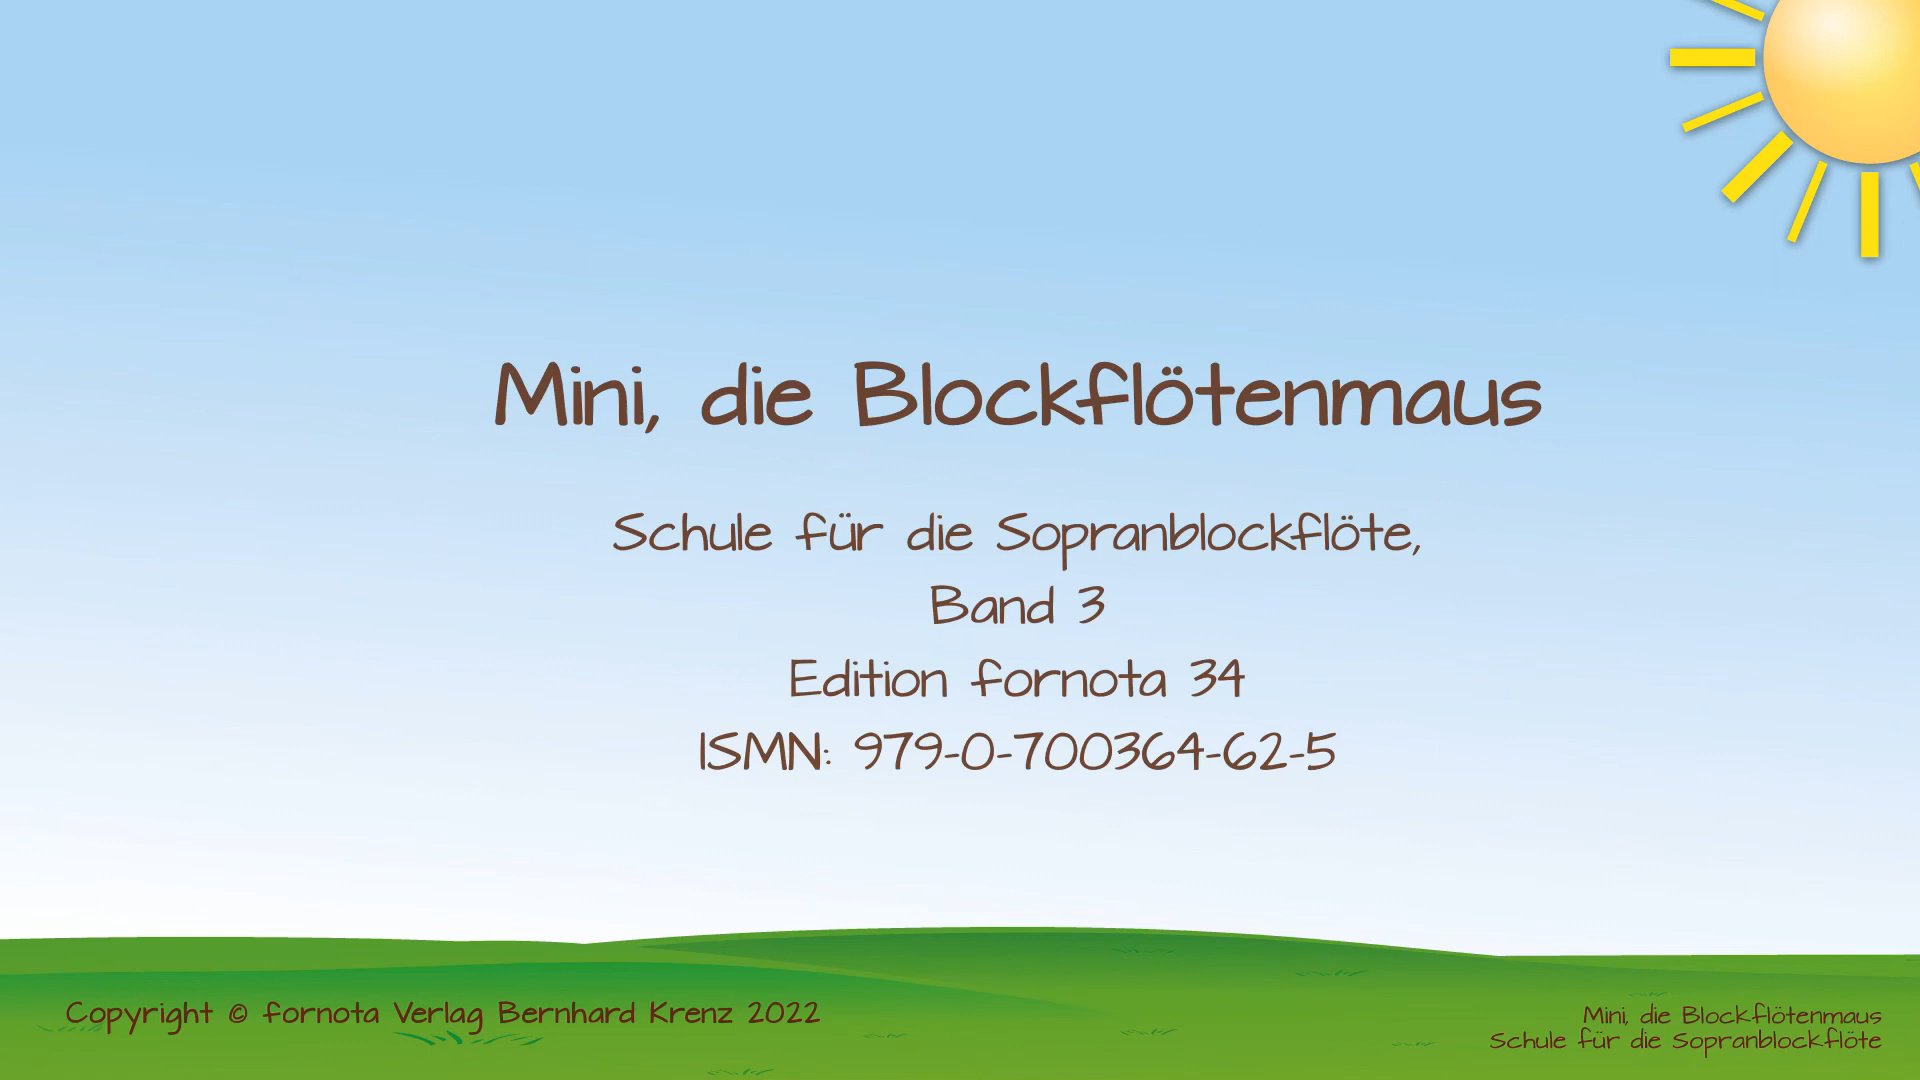 Mini, die Blockflötenmaus
Schule für die Sopranblockflöte,
Band 3
Edition fornota 34
ISMN: 979-0-700364-62-5
Copyright © fornota Verlag Bernhard Krenz 2022
Mini, die Blockflötenmaus
Schule für die Sopranblockflöte